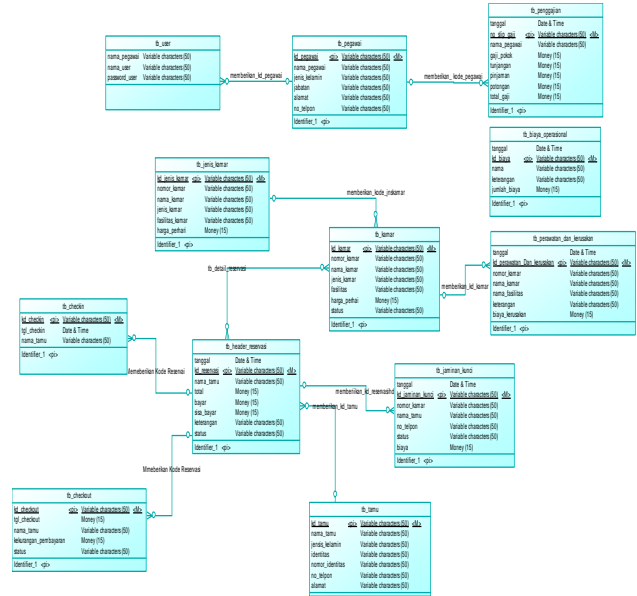 tb_user
nama_pegawai Variable characters (50)
nama_user Variable characters (50)
password_user Variable characters (50)
memberikan_kd_pegawai
tb_pegawai
kd_pegawai <pi> Variable characters (50) <M>
nama_pegawai Variable characters (50)
jenis_kelamin Variable characters (50)
jabatan Variable characters (50)
alamat Variable characters (50)
no_telpon Variable characters (50)
Identifier_1 <pi>
memberikan_kode_pegawai
tb_penggajian
tanggal Date & Time
no_slip_gaji <pi> Variable characters (50) <M>
nama_pegawai Variable characters (50)
gaji_pokok Money (15)
tunjangan Money (15)
pinjaman Money (15)
potongan Money (15)
total_gaji Money (15)
Identifier_1 <pi>
tb_biaya_operasional
tanggal Date & Time
kd_biaya <pi> Variable characters (50) <M>
nama Variable characters (50)
keterangan Variable characters (50)
jumlah_biaya Money (15)
Identifier_1 <pi>
tb_jenis_kamar
kd_jenis_kamar <pi> Variable characters (50) <M>
nomor_kamar Variable characters (50)
nama_kamar Variable characters (50)
jenis_kamar Variable characters (50)
fasilitas_kamar Variable characters (50)
harga_perhari Money (15)
Identifier_1 <pi>
memberikan_kode_jnskamar
tb_kamar
kd_kamar <pi> Variable characters (50) <M>
nomor_kamar Variable characters (50)
nama_kamar Variable characters (50)
jenis_kamar Variable characters (50)
fasilitas Variable characters (50)
harga_perhai Money (15)
status Variable characters (50)
Identifier_1 <pi>
memberikan_kd_kamar
tb_perawatan_dan_kerusakan
tanggal Date & Time
kd_perawatan_Dan_kerusakan <pi> Variable characters (50) <M>
nomor_kamar Variable characters (50)
nama_kamar Variable characters (50)
nama_fasilitas Variable characters (50)
keterangan Variable characters (50)
biaya_kerusakan Money (15)
Identifier_1 <pi>
tb_detail_reservasi
tb_checkin
kd_checkin <pi> Variable characters (50) <M>
tgl_checkin Date & Time
nama_tamu Variable characters (50)
Identifier_1 <pi>
tb_header_reservasi
tanggal Date & Time
kd_reservasi <pi> Variable characters (50) <M>
nama_tamu Variable characters (50)
total Money (15)
bayar Money (15)
sisa_bayar Money (15)
keterangan Variable characters (50)
status Variable characters (50)
Identifier_1 <pi>
memberikan_kd_tamu
tb_jaminan_kunci
tanggal Date & Time
kd_jaminan_kunci <pi> Variable characters (50) <M>
nomor_kamar Variable characters (50)
nama_tamu Variable characters (50)
no_telpon Variable characters (50)
status Variable characters (50)
biaya Money (15)
Identifier_1 <pi>
Mimeberikan Kode Reservasi
tb_checkout
kd_checkout <pi> Variable characters (50) <M>
tgl_checkout Money (15)
nama_tamu Variable characters (50)
kekurangan_pembayaran Money (15)
status Variable characters (50)
Identifier_1 <pi>
tb_tamu
kd_tamu <pi> Variable characters (50) <M>
nama_tamu Variable characters (50)
jensis_kelamin Variable characters (50)
identitas Variable characters (50)
nomor_identitas Variable characters (50)
no_telpon Variable characters (50)
alamat Variable characters (50)